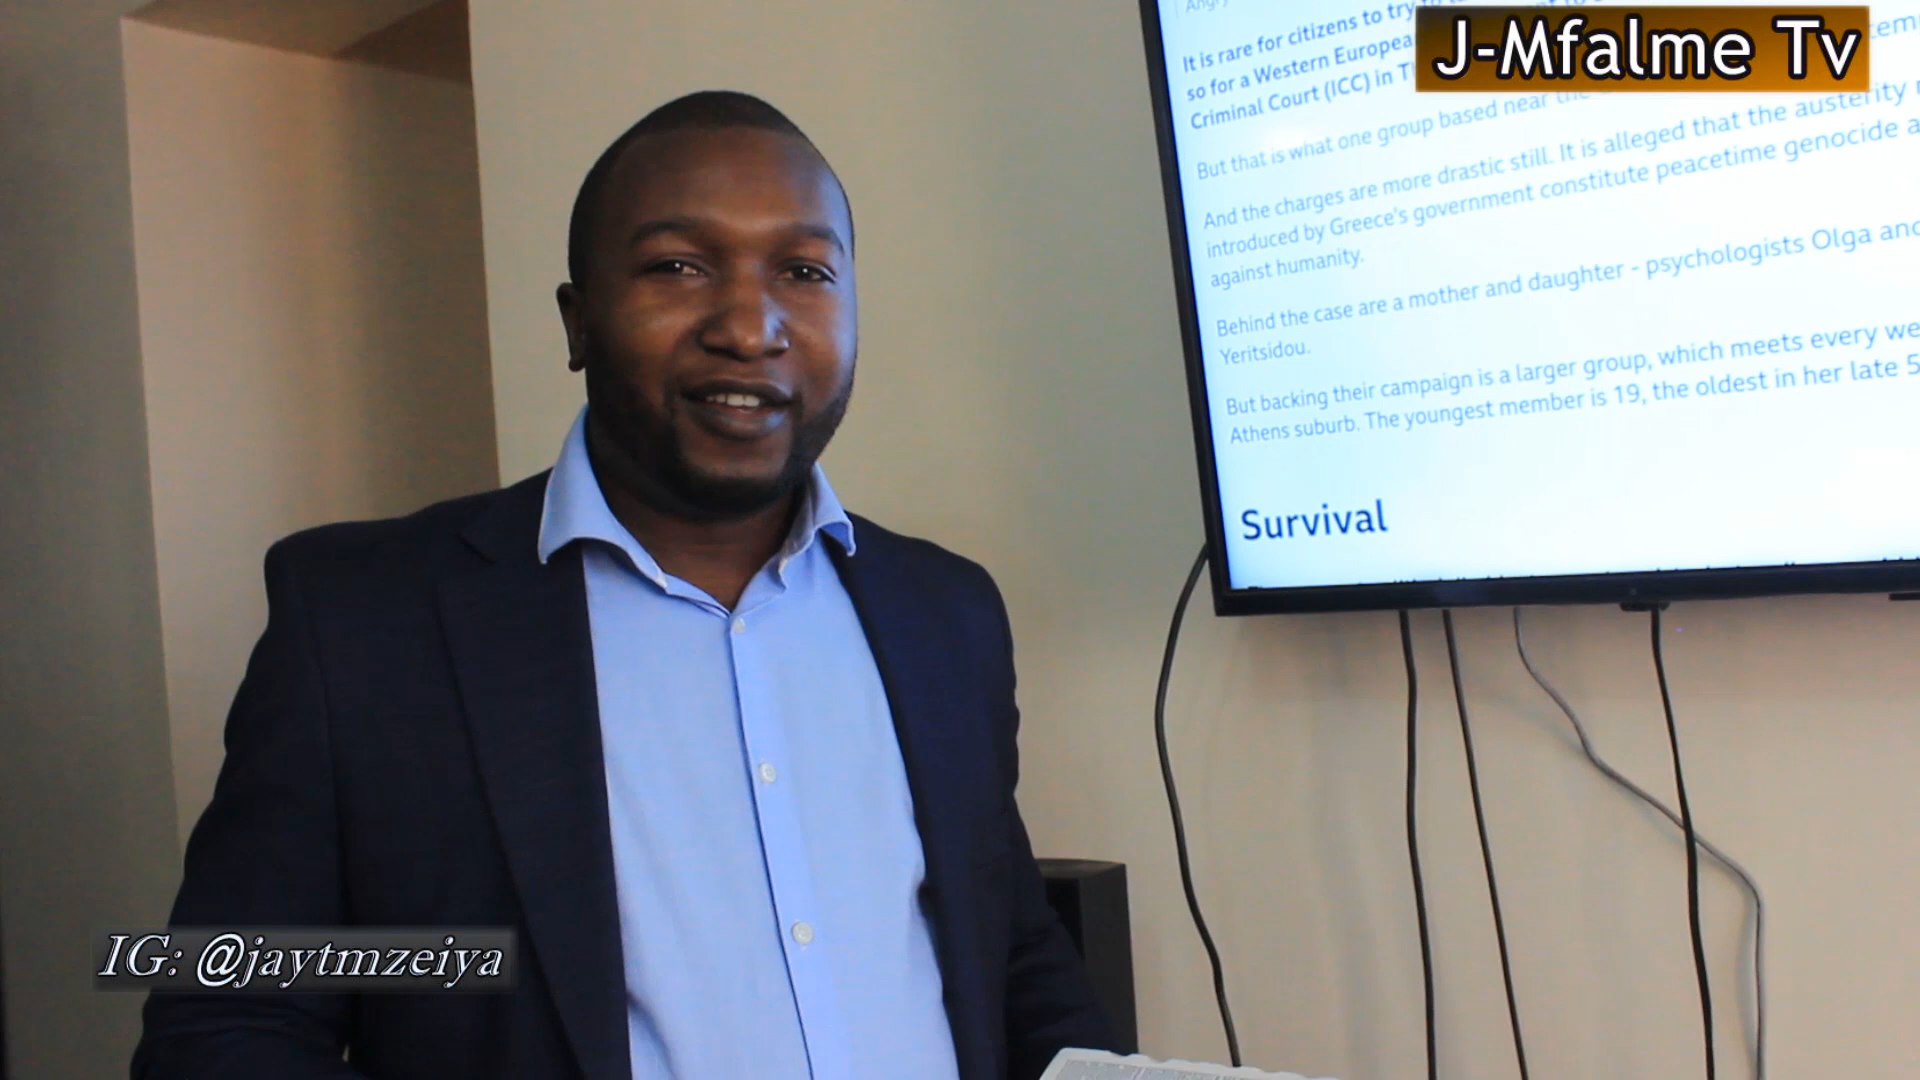 J-Mfalme Tv
It is rare for citizens to try
so for a Western European
Criminal Court (ICC) in
But that is what one group based near the
And the charges are more drastic still. It is alleged that the austerity
introduced by Greece's government constitute peacetime genocide
against humanity.
Behind the case are a mother and daughter - psychologists Olga and
Yeritsidou.
But backing their campaign is a larger group, which meets every
Athens suburb. The youngest member is 19, the oldest in her late
Survival
IG: @jaytmzeiya